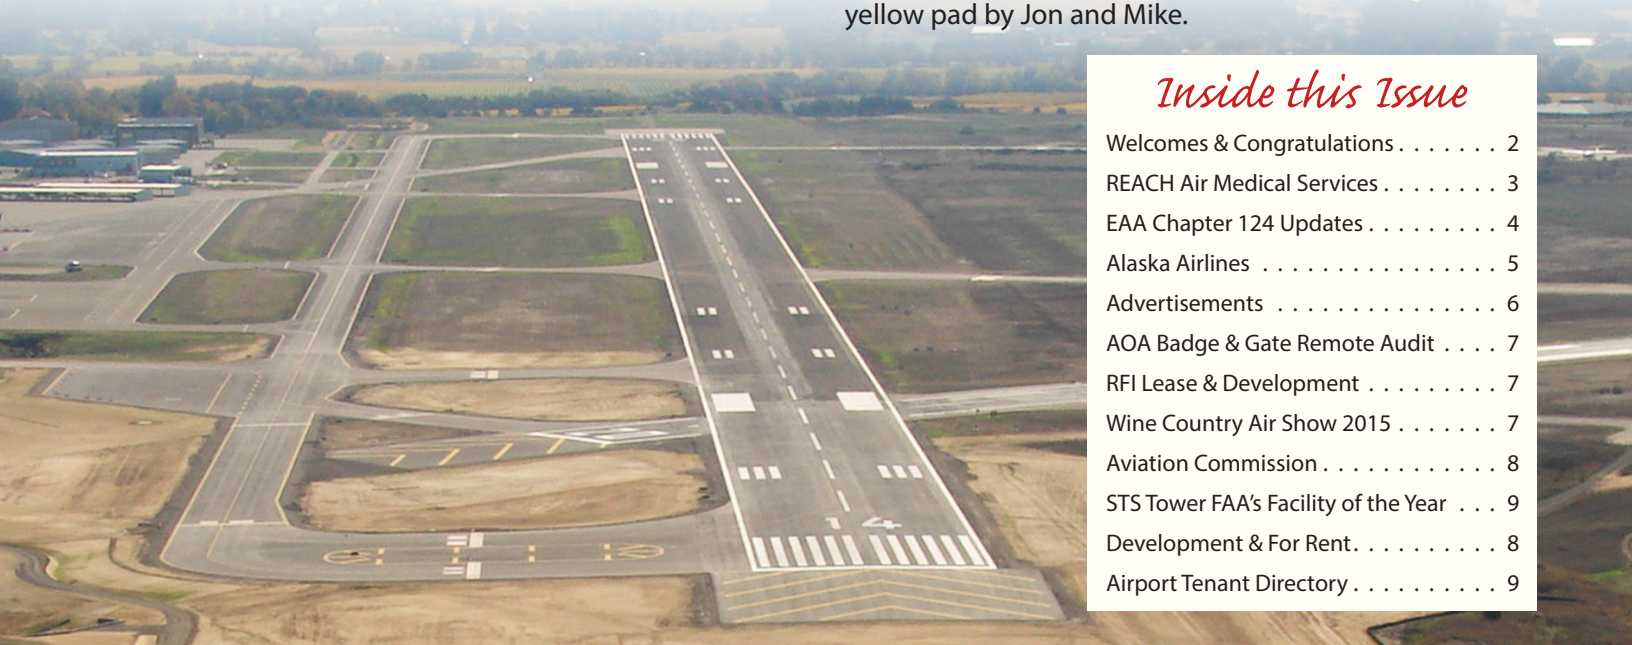 yellow pad by Jon and Mike.
Inside this Issue
Welcomes & Congratulations . . . . . . . 2
REACH Air Medical Services . . . . . . . . 3
EAA Chapter 124 Updates . . . . . . . . . 4
Alaska Airlines . . . . . . . . . . . . . . . . 5
Advertisements . . . . . . . . . . . . . . . 6
AOA Badge & Gate Remote Audit . . . . 7
RFI Lease & Development . . . . . . . . . 7
Wine Country Air Show 2015 . . . . . . . 7
Aviation Commission . . . . . . . . . . . . 8
STS Tower FAA's Facility of the Year . . . 9
Development & For Rent . . . . . . . . . . 8
Airport Tenant Directory . . . . . . . . . . 9
14